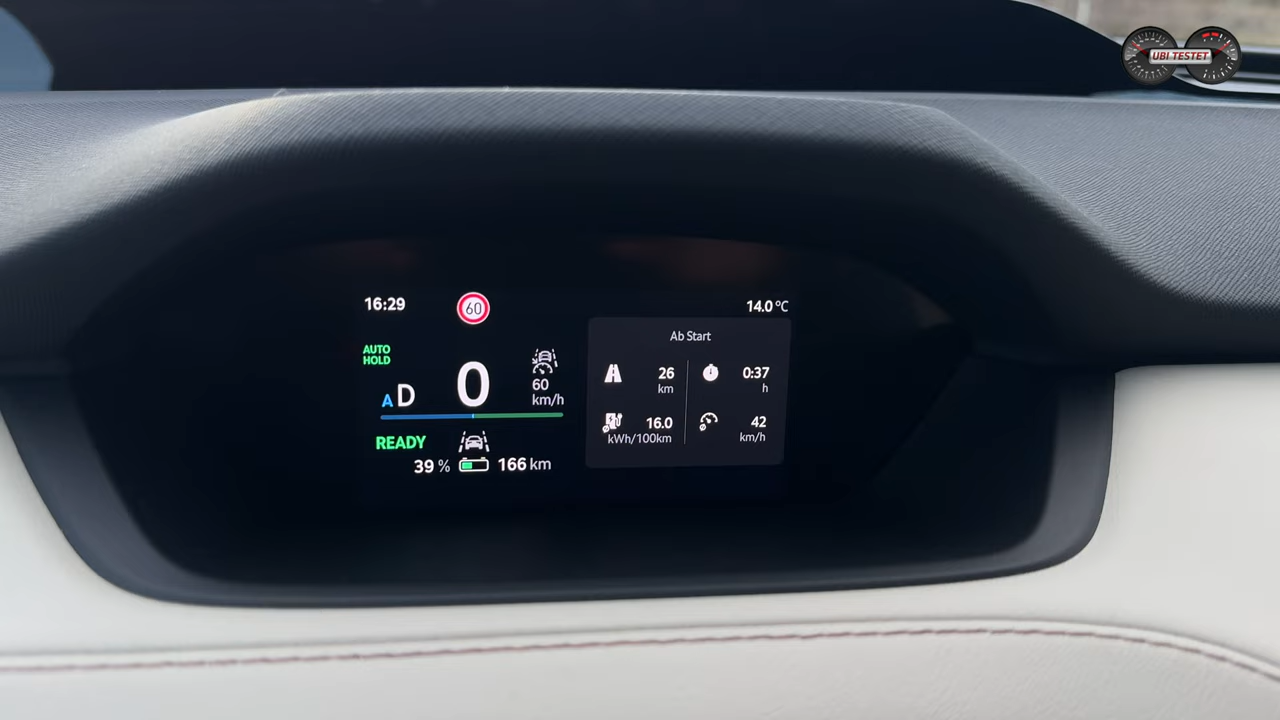 UBI TESTET
16:29
60
14.0 °C
AUTO
HOLD
A D
0
60
km/h
READY
39 %
166 km
Ab Start
26
km
0:37
h
16.0
kWh/100km
42
km/h